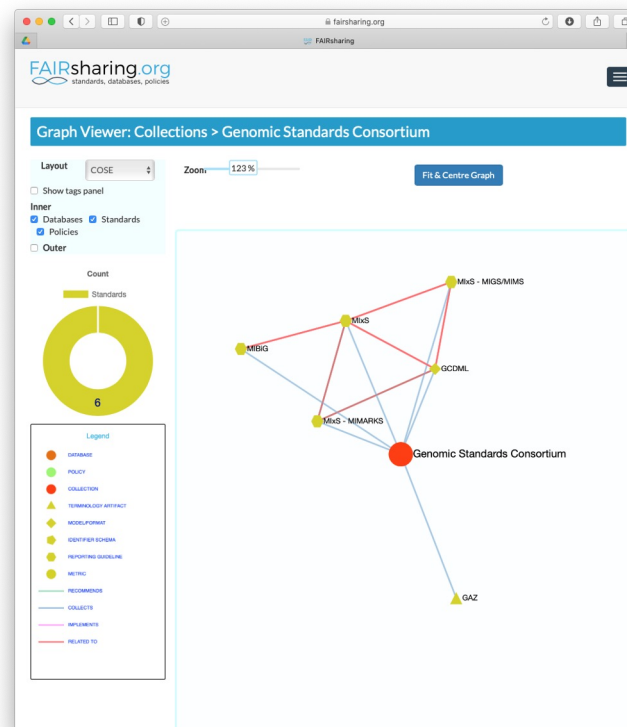 fairsharing.org
FAIRsharing
FAIRsharing.org
standards, databases, policies
Graph Viewer: Collections > Genomic Standards Consortium
Layout
COSE
Zoom
123 %
Fit & Centre Graph
Show tags panel
Inner
Databases
Standards
Policies
Outer
Count
Standards
6
MIxS - MIGS/MIMS
MIxS
MIBiG
GCDML
MIxS - MIMARKS
Genomic Standards Consortium
GAZ
Legend
DATABASE
POLICY
COLLECTION
TERMINOLOGY ARTIFACT
MODEL/FORMAT
IDENTIFIER SCHEMA
REPORTING GUIDELINE
METRIC
RECOMMENDS
COLLECTS
IMPLEMENTS
RELATED TO